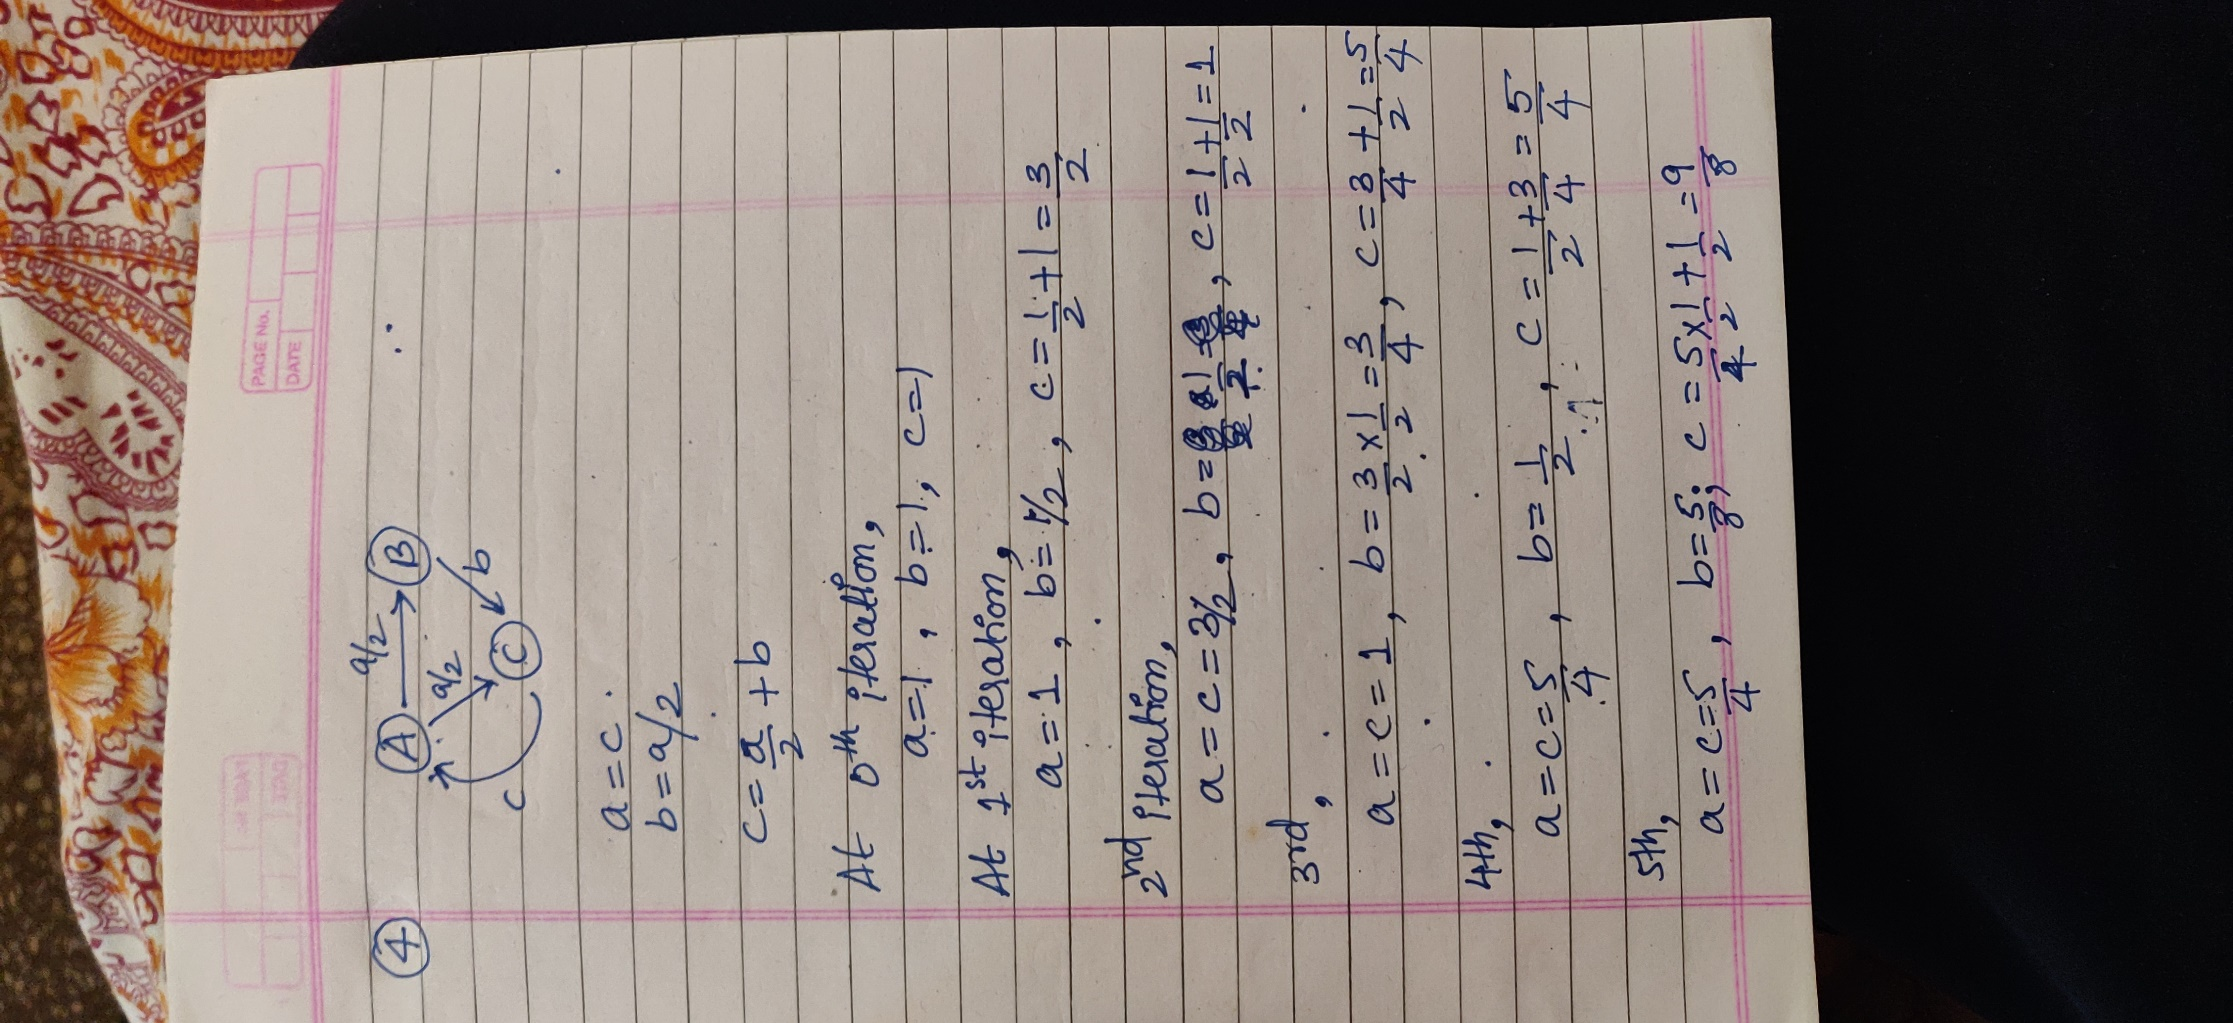 PAGE No.
DATE
④
A a/2 B
a/2
c C b
a = c
b = a/2
c = a/2 + b
At 0th iteration,
a = 1, b = 1, c = 1
At 1st iteration,
a = 1, b = 1/2, c = 1/2 + 1 = 3/2
2nd iteration,
a = c = 3/2, b = 1/2, c = 1/2 + 1/2 = 1
3rd,
a = c = 1, b = 3/2 × 1/2 = 3/4, c = 3/4 + 1/2 = 5/4
4th,
a = c = 5/4, b = 1/2, c = 1/2 + 3/4 = 5/4
5th,
a = c = 5/4, b = 5/8, c = 5/4 × 1/2 + 1/2 = 9/8